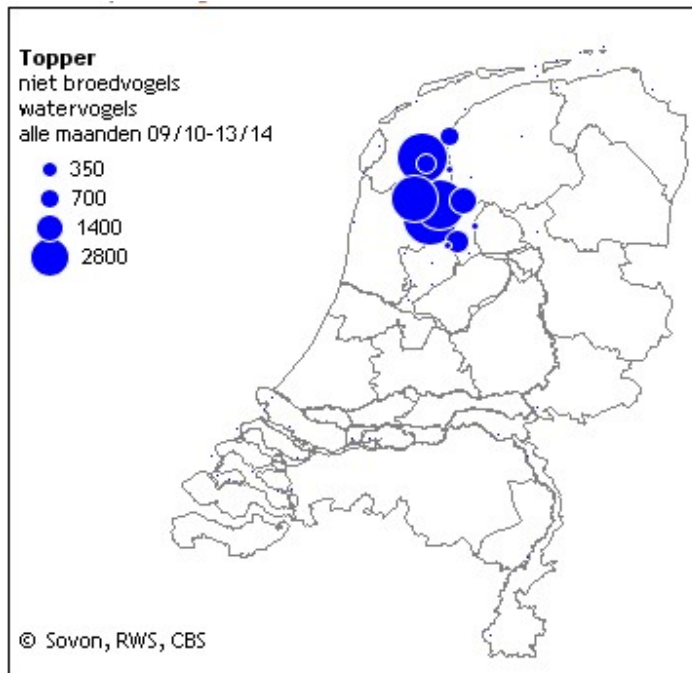 Topper
niet broedvogels
watervogels
alle maanden 09/10-13/14
350
700
1400
2800
© Sovon, RWS, CBS